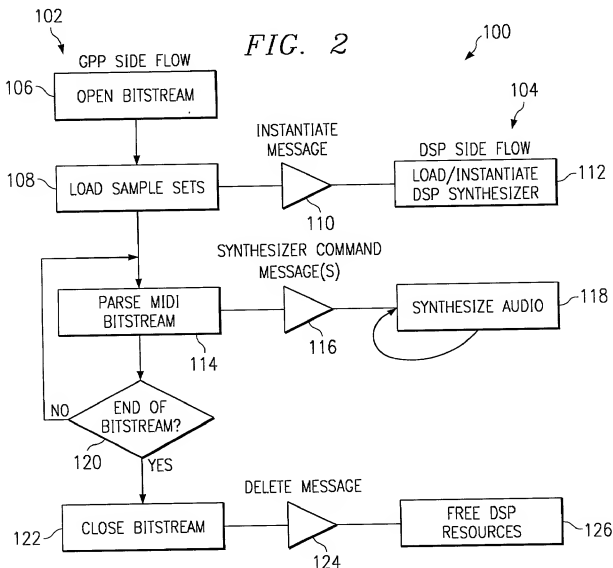 102
FIG. 2
100
GPP SIDE FLOW
106
OPEN BITSTREAM
104
INSTANTIATE
MESSAGE
DSP SIDE FLOW
108
LOAD SAMPLE SETS
110
LOAD/INSTANTIATE
DSP SYNTHESIZER
112
SYNTHESIZER COMMAND
MESSAGE(S)
PARSE MIDI
BITSTREAM
114
116
SYNTHESIZE AUDIO
118
NO
END OF
BITSTREAM?
120
YES
DELETE MESSAGE
122
CLOSE BITSTREAM
124
FREE DSP
RESOURCES
126